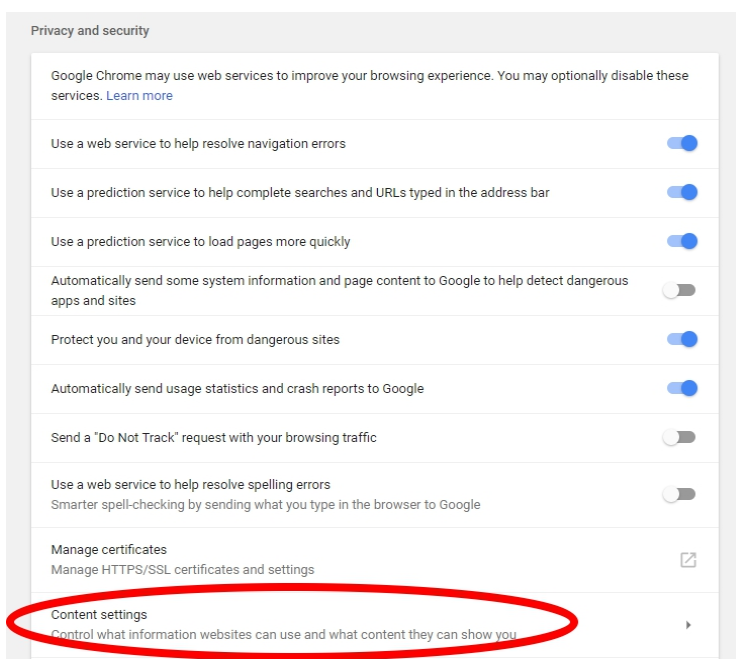 Privacy and security
Google Chrome may use web services to improve your browsing experience. You may optionally disable these
services. Learn more
Use a web service to help resolve navigation errors
Use a prediction service to help complete searches and URLs typed in the address bar
Use a prediction service to load pages more quickly
Automatically send some system information and page content to Google to help detect dangerous
apps and sites
Protect you and your device from dangerous sites
Automatically send usage statistics and crash reports to Google
Send a "Do Not Track" request with your browsing traffic
Use a web service to help resolve spelling errors
Smarter spell-checking by sending what you type in the browser to Google
Manage certificates
Manage HTTPS/SSL certificates and settings
Content settings
Control what information websites can use and what content they can show you